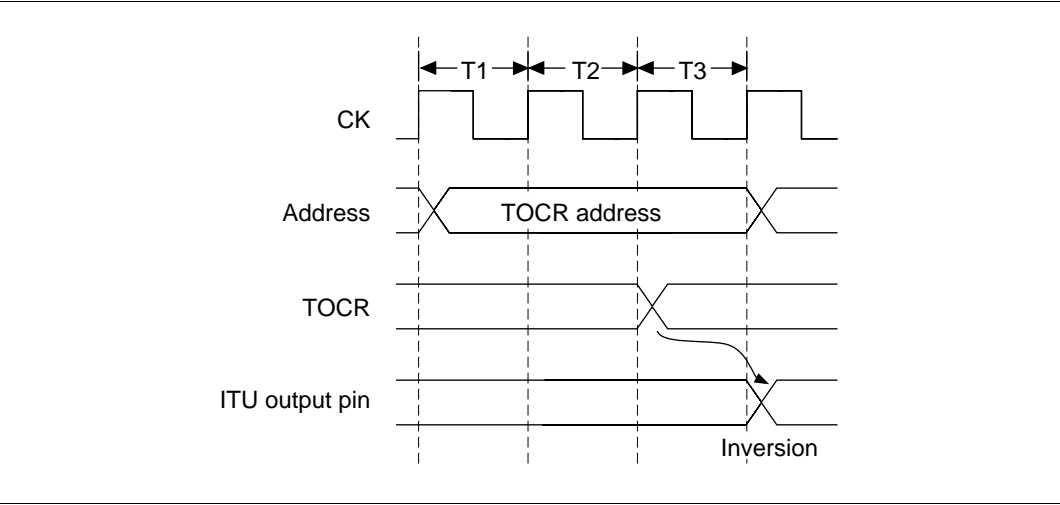 T1 T2 T3
CK
Address TOCR address
TOCR
ITU output pin
Inversion